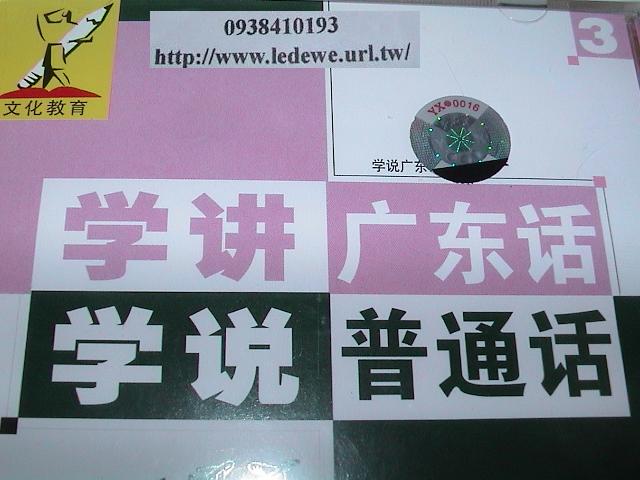 0938410193
http://www.ledewe.url.tw/
3
文化教育
YX®0016
学说广东
学讲广东话
学说普通话